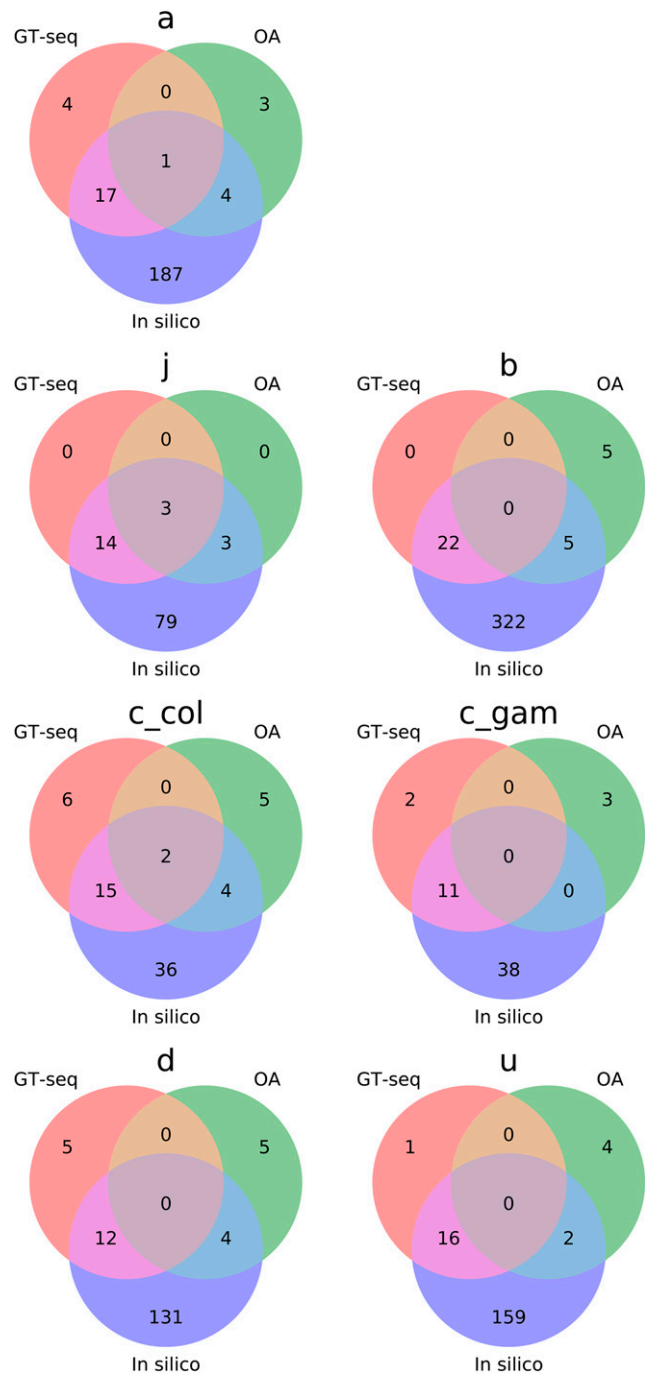 a
GT-seq OA
4 0 3
1
17 4
187
In silico
j
GT-seq OA
0 0 0
3
14 3
79
In silico
b
GT-seq OA
0 0 5
0
22 5
322
In silico
c_col
GT-seq OA
6 0 5
2
15 4
36
In silico
c_gam
GT-seq OA
2 0 3
0
11 0
38
In silico
d
GT-seq OA
5 0 5
0
12 4
131
In silico
u
GT-seq OA
1 0 4
0
16 2
159
In silico